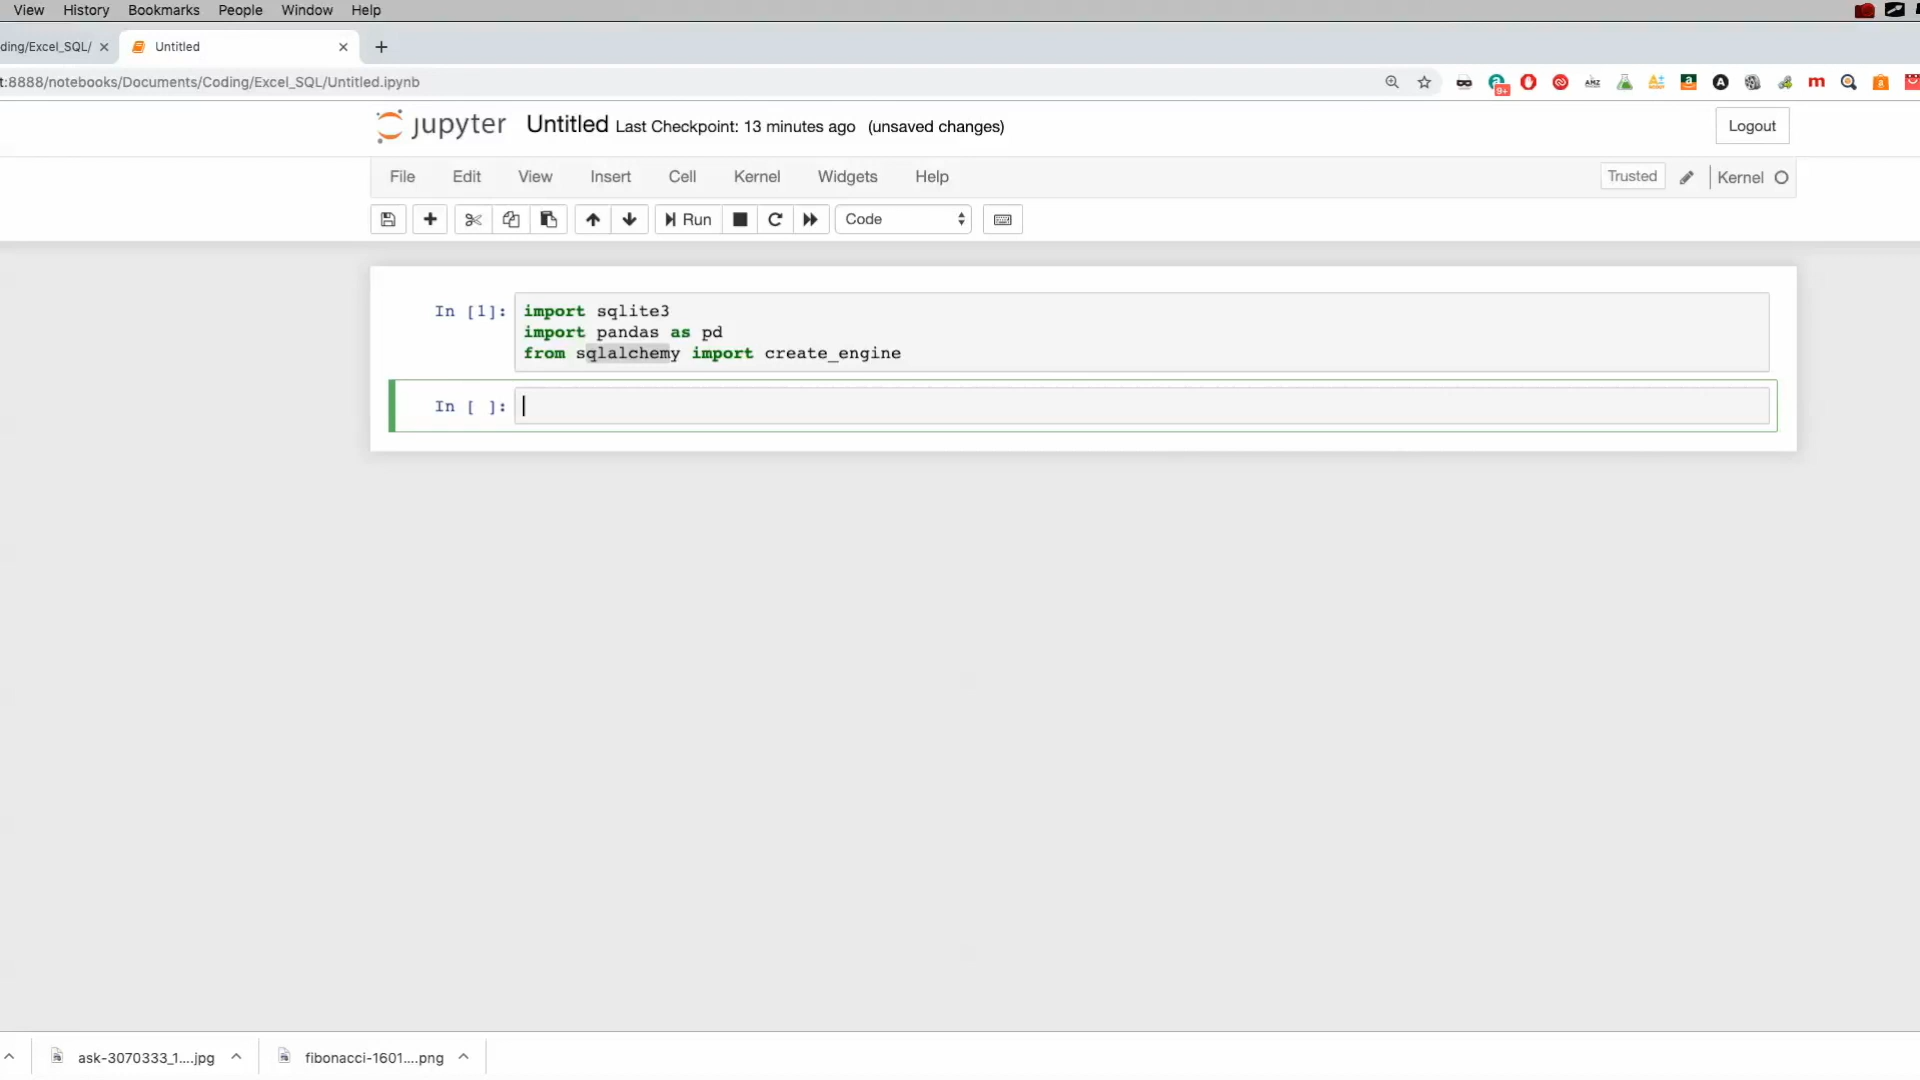 View History Bookmarks People Window Help
ding/Excel_SQL/ Untitled
t:8888/notebooks/Documents/Coding/Excel_SQL/Untitled.ipynb
9+
jupyter Untitled Last Checkpoint: 13 minutes ago (unsaved changes) Logout
File Edit View Insert Cell Kernel Widgets Help Trusted Kernel
Run Code
In [1]: import sqlite3
import pandas as pd
from sqlalchemy import create_engine
In [ ]:
ask-3070333_1....jpg fibonacci-1601....png